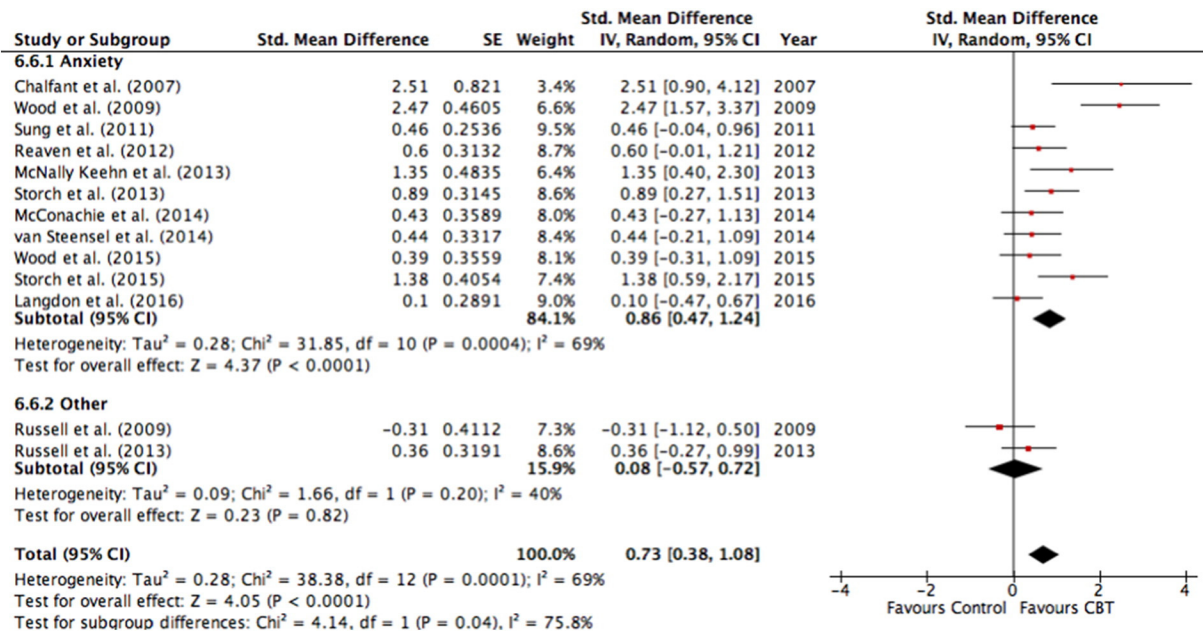 Std. Mean Difference Std. Mean Difference
Study or Subgroup Std. Mean Difference SE Weight IV, Random, 95% CI Year IV, Random, 95% CI
6.6.1 Anxiety
Chalfant et al. (2007) 2.51 0.821 3.4% 2.51 [0.90, 4.12] 2007
Wood et al. (2009) 2.47 0.4605 6.6% 2.47 [1.57, 3.37] 2009
Sung et al. (2011) 0.46 0.2536 9.5% 0.46 [-0.04, 0.96] 2011
Reaven et al. (2012) 0.6 0.3132 8.7% 0.60 [-0.01, 1.21] 2012
McNally Keehn et al. (2013) 1.35 0.4835 6.4% 1.35 [0.40, 2.30] 2013
Storch et al. (2013) 0.89 0.3145 8.6% 0.89 [0.27, 1.51] 2013
McConachie et al. (2014) 0.43 0.3589 8.0% 0.43 [-0.27, 1.13] 2014
van Steensel et al. (2014) 0.44 0.3317 8.4% 0.44 [-0.21, 1.09] 2014
Wood et al. (2015) 0.39 0.3559 8.1% 0.39 [-0.31, 1.09] 2015
Storch et al. (2015) 1.38 0.4054 7.4% 1.38 [0.59, 2.17] 2015
Langdon et al. (2016) 0.1 0.2891 9.0% 0.10 [-0.47, 0.67] 2016
Subtotal (95% CI) 84.1% 0.86 [0.47, 1.24]
Heterogeneity: Tau² = 0.28; Chi² = 31.85, df = 10 (P = 0.0004); I² = 69%
Test for overall effect: Z = 4.37 (P < 0.0001)
6.6.2 Other
Russell et al. (2009) -0.31 0.4112 7.3% -0.31 [-1.12, 0.50] 2009
Russell et al. (2013) 0.36 0.3191 8.6% 0.36 [-0.27, 0.99] 2013
Subtotal (95% CI) 15.9% 0.08 [-0.57, 0.72]
Heterogeneity: Tau² = 0.09; Chi² = 1.66, df = 1 (P = 0.20); I² = 40%
Test for overall effect: Z = 0.23 (P = 0.82)
Total (95% CI) 100.0% 0.73 [0.38, 1.08]
Heterogeneity: Tau² = 0.28; Chi² = 38.38, df = 12 (P = 0.0001); I² = 69%
Test for overall effect: Z = 4.05 (P < 0.0001)
Test for subgroup differences: Chi² = 4.14, df = 1 (P = 0.04), I² = 75.8%
-4 -2 0 2 4
Favours Control Favours CBT